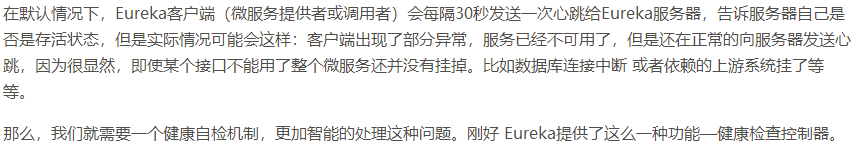 在默认情况下，Eureka客户端（微服务提供者或调用者）会每隔30秒发送一次心跳给Eureka服务器，告诉服务器自己是
否是存活状态，但是实际情况可能会这样：客户端出现了部分异常，服务已经不可用了，但是还在正常的向服务器发送心
跳，因为很显然，即使某个接口不能用了整个微服务还并没有挂掉。比如数据库连接中断 或者依赖的上游系统挂了等
等。
那么，我们就需要一个健康自检机制，更加智能的处理这种问题。刚好 Eureka提供了这么一种功能—健康检查控制器。